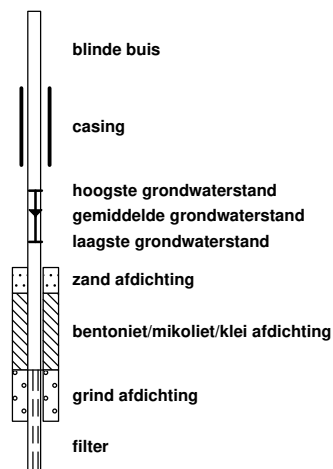 blinde buis
casing
hoogste grondwaterstand
gemiddelde grondwaterstand
laagste grondwaterstand
zand afdichting
bentoniet/mikoliet/klei afdichting
grind afdichting
filter